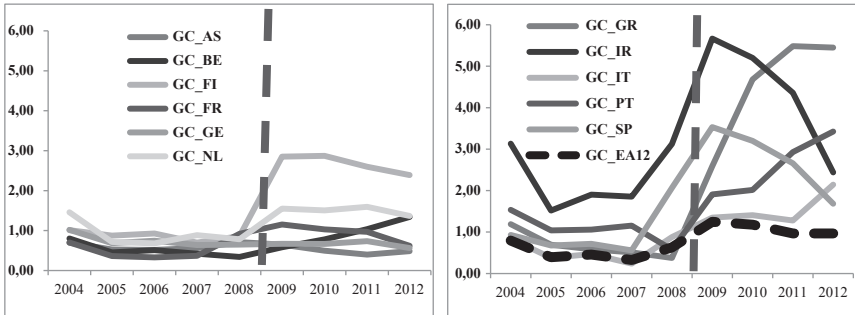 6,00
5,00
4,00
3,00
2,00
1,00
0,00
GC_AS
GC_BE
GC_FI
GC_FR
GC_GE
GC_NL
2004 2005 2006 2007 2008 2009 2010 2011 2012
6,00
5,00
4,00
3,00
2,00
1,00
0,00
GC_GR
GC_IR
GC_IT
GC_PT
GC_SP
GC_EA12
2004 2005 2006 2007 2008 2009 2010 2011 2012